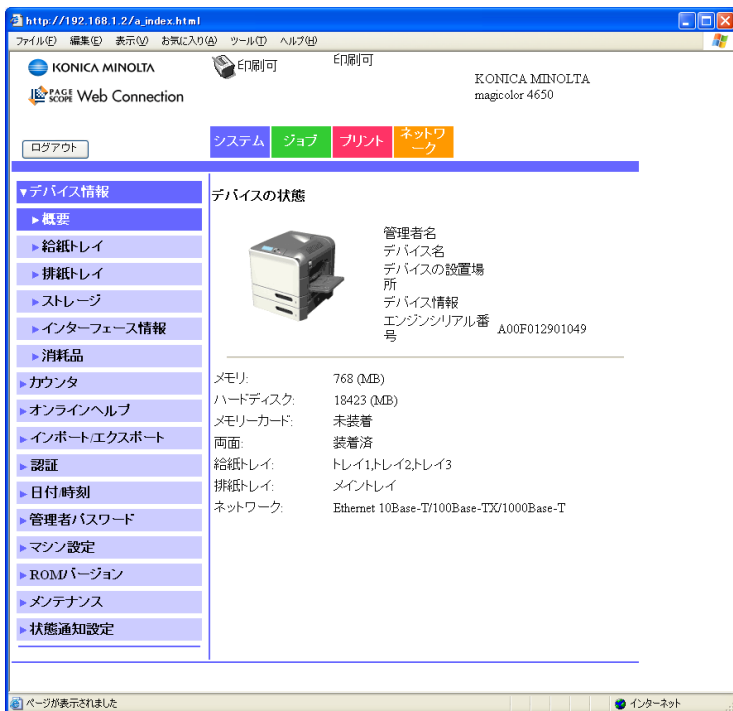 http://192.168.1.2/a_index.html
ファイル(F) 編集(E) 表示(V) お気に入り(A) ツール(T) ヘルプ(H)
KONICA MINOLTA
印刷可
印刷可
KONICA MINOLTA
magicolor 4650
PAGE SCOPE Web Connection
ログアウト
システム
ジョブ
プリント
ネットワ
ーク
▼デバイス情報
►概要
►給紙トレイ
►排紙トレイ
►ストレージ
►インターフェース情報
►消耗品
►カウンタ
►オンラインヘルプ
►インポート/エクスポート
►認証
►日付/時刻
►管理者パスワード
►マシン設定
►ROMバージョン
►メンテナンス
►状態通知設定
デバイスの状態
管理者名
デバイス名
デバイスの設置場
所
デバイス情報
エンジンシリアル番
号 A00F012901049
メモリ: 768 (MB)
ハードディスク: 18423 (MB)
メモリーカード: 未装着
両面: 装着済
給紙トレイ: トレイ1,トレイ2,トレイ3
排紙トレイ: メイントレイ
ネットワーク: Ethernet 10Base-T/100Base-TX/1000Base-T
ページが表示されました
インターネット